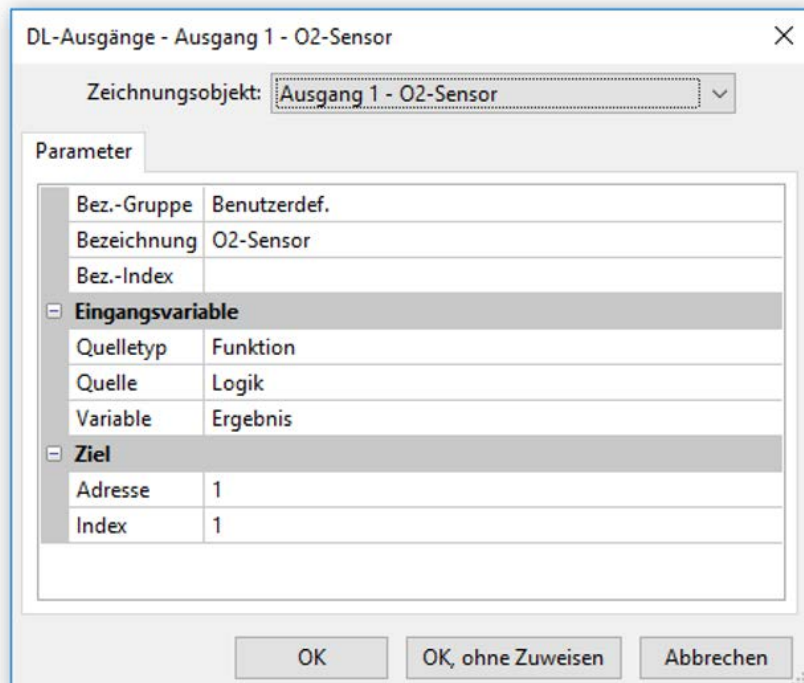 DL-Ausgänge - Ausgang 1 - O2-Sensor
Zeichnungsobjekt: Ausgang 1 - O2-Sensor
Parameter
Bez.-Gruppe Benutzerdef.
Bezeichnung O2-Sensor
Bez.-Index
Eingangsvariable
Quelletyp Funktion
Quelle Logik
Variable Ergebnis
Ziel
Adresse 1
Index 1
OK OK, ohne Zuweisen Abbrechen